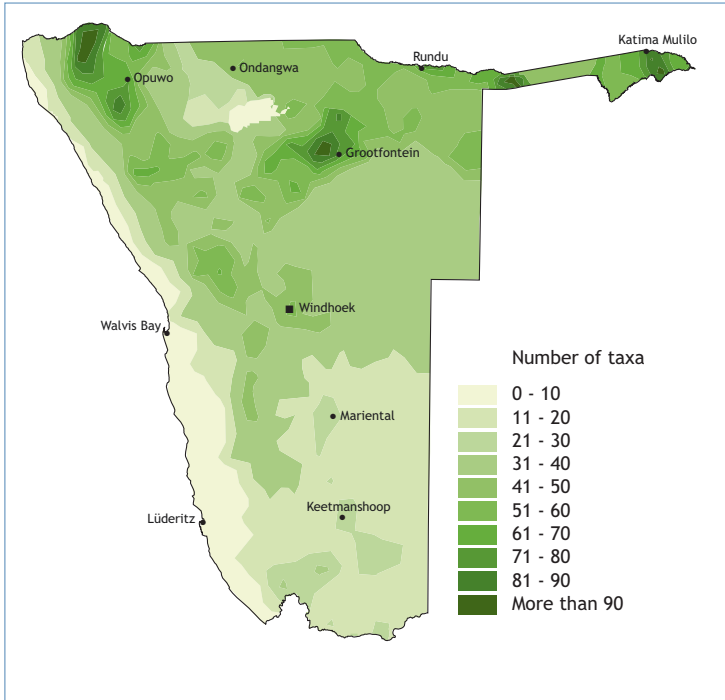 Katima Mulilo
Rundu
Ondangwa
Opuwo
Grootfontein
Windhoek
Walvis Bay
Number of taxa
0 - 10
11 - 20
21 - 30
31 - 40
41 - 50
51 - 60
61 - 70
71 - 80
81 - 90
More than 90
Mariental
Keetmanshoop
Lüderitz